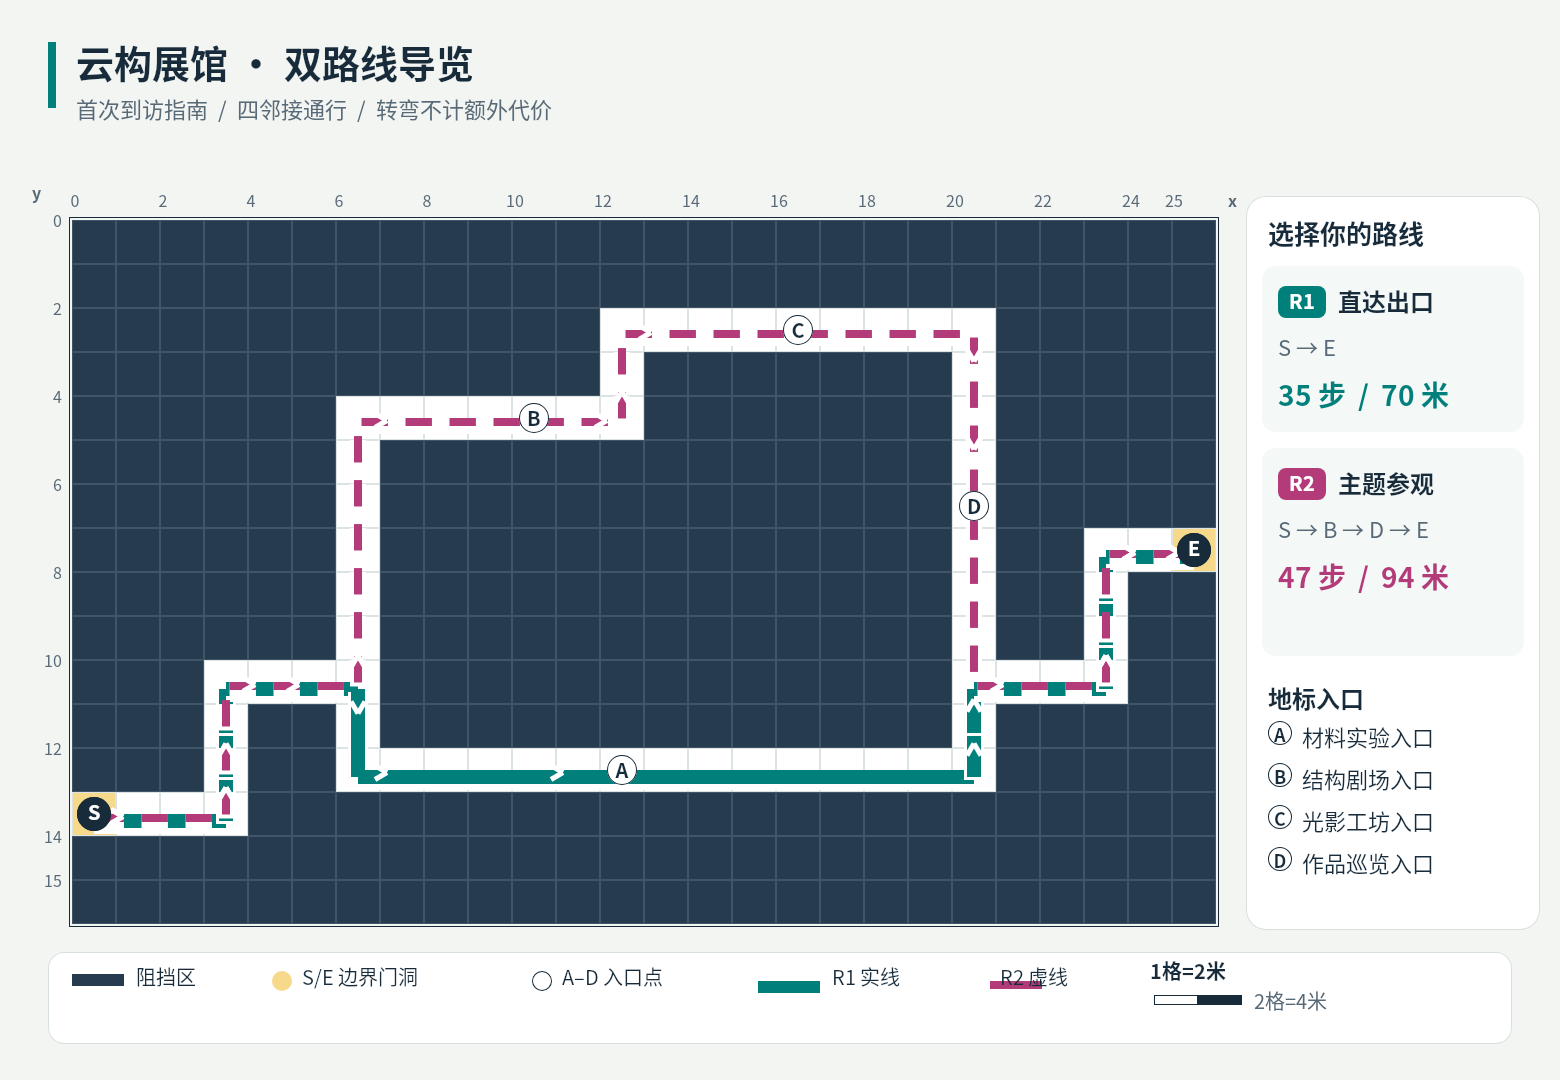 云构展馆 · 双路线导览
首次到访指南 / 四邻接通行 / 转弯不计额外代价
y
0 2 4 6 8 10 12 14 16 18 20 22 24 25
x
0
2
4
6
8
10
12
14
15
C
B
D
E
A
S
选择你的路线
R1 直达出口
S → E
35 步 / 70 米
R2 主题参观
S → B → D → E
47 步 / 94 米
地标入口
A 材料实验入口
B 结构剧场入口
C 光影工坊入口
D 作品巡览入口
阻挡区
S/E 边界门洞
A–D 入口点
R1 实线
R2 虚线
1格=2米
2格=4米